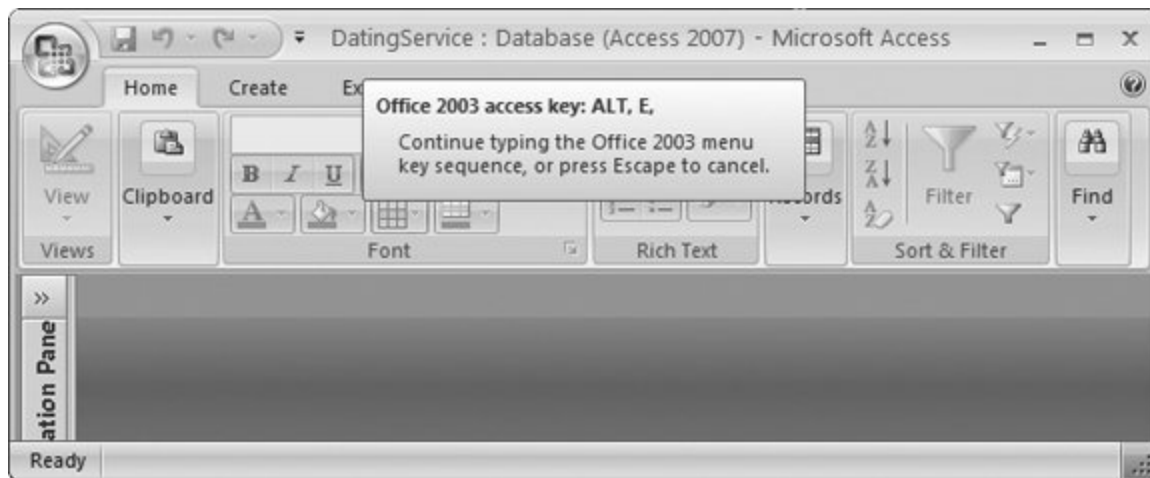 DatingService : Database (Access 2007) - Microsoft Access
Home Create Ex
Office 2003 access key: ALT, E,
Continue typing the Office 2003 menu
key sequence, or press Escape to cancel.
B I U
View Clipboard A Filter Find
Views Font Rich Text Sort & Filter
»
ation Pane
Ready